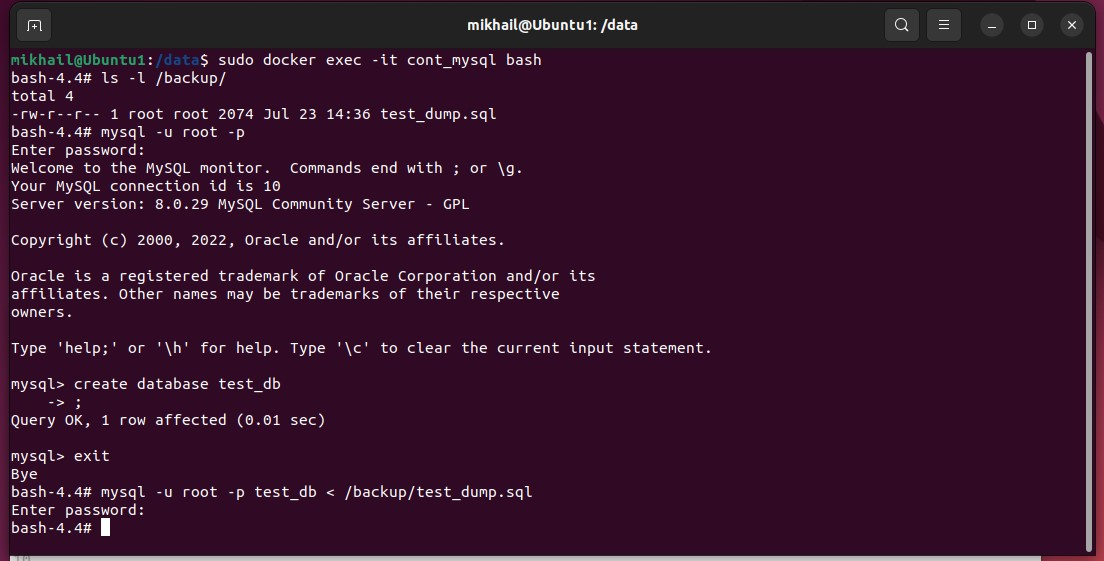 mikhail@Ubuntu1: /data
mikhail@Ubuntu1:/data$ sudo docker exec -it cont_mysql bash
bash-4.4# ls -l /backup/
total 4
-rw-r--r-- 1 root root 2074 Jul 23 14:36 test_dump.sql
bash-4.4# mysql -u root -p
Enter password:
Welcome to the MySQL monitor.  Commands end with ; or \g.
Your MySQL connection id is 10
Server version: 8.0.29 MySQL Community Server - GPL

Copyright (c) 2000, 2022, Oracle and/or its affiliates.

Oracle is a registered trademark of Oracle Corporation and/or its
affiliates. Other names may be trademarks of their respective
owners.

Type 'help;' or '\h' for help. Type '\c' to clear the current input statement.

mysql> create database test_db
    -> ;
Query OK, 1 row affected (0.01 sec)

mysql> exit
Bye
bash-4.4# mysql -u root -p test_db < /backup/test_dump.sql
Enter password:
bash-4.4#